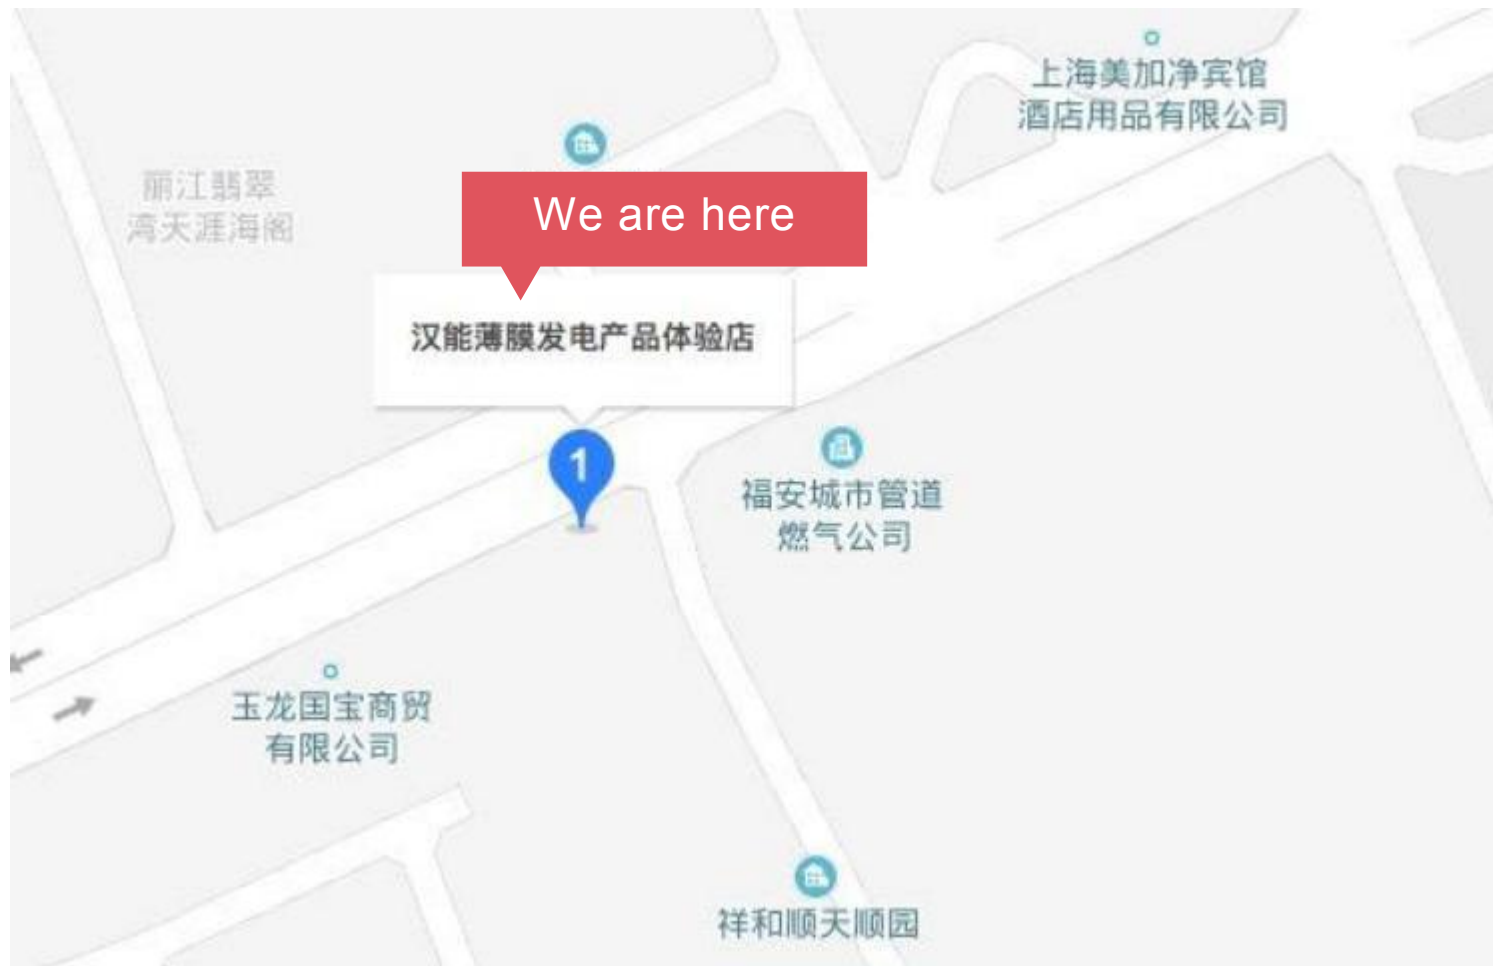 上海美加净宾馆
酒店用品有限公司
丽江翡翠
湾天涯海阁
We are here
汉能薄膜发电产品体验店
1
福安城市管道
燃气公司
玉龙国宝商贸
有限公司
祥和顺天顺园